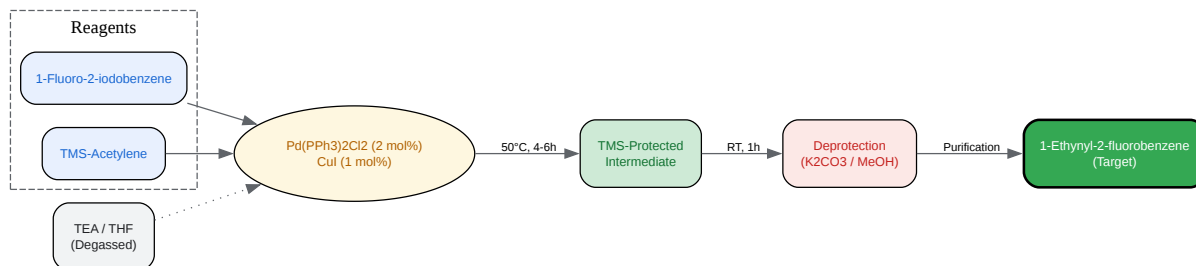 Reagents
1-Fluoro-2-iodobenzene
TMS-Acetylene
TEA / THF
(Degassed)
Pd(PPh3)2Cl2 (2 mol%)
CuI (1 mol%)
50°C, 4-6h
TMS-Protected
Intermediate
RT, 1h
Deprotection
(K2CO3 / MeOH)
Purification
1-Ethynyl-2-fluorobenzene
(Target)